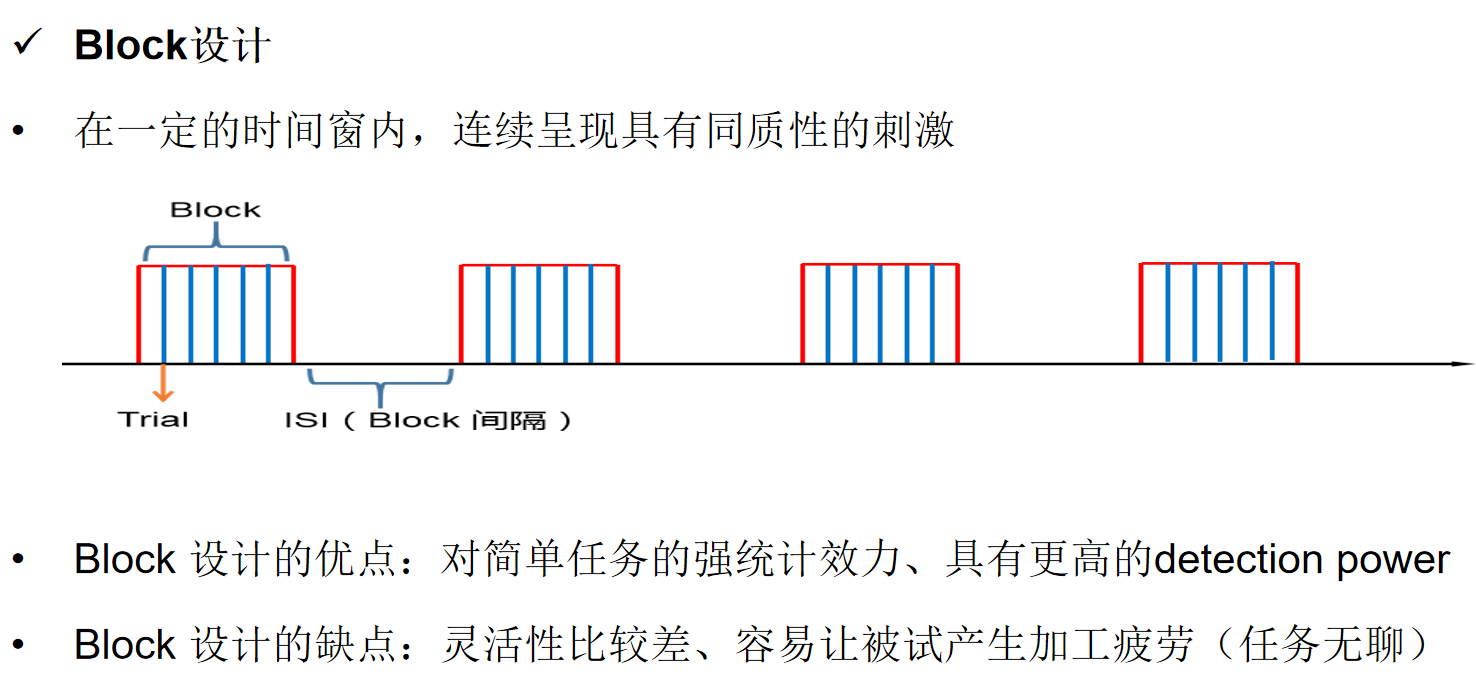 ✓ Block设计
• 在一定的时间窗内，连续呈现具有同质性的刺激
Block
Trial
ISI（Block 间隔）
• Block 设计的优点：对简单任务的强统计效力、具有更高的detection power
• Block 设计的缺点：灵活性比较差、容易让被试产生加工疲劳（任务无聊）